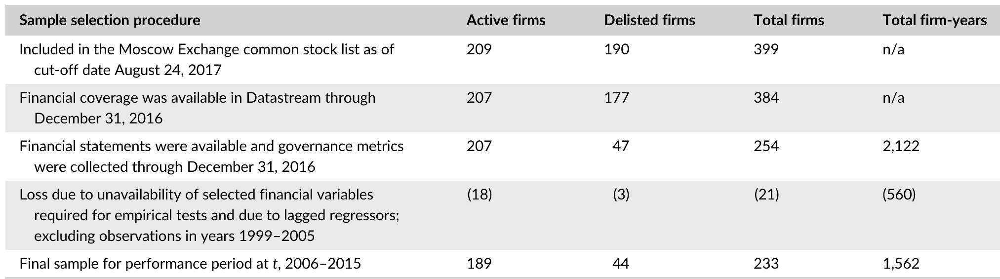 Sample selection procedure Active firms Delisted firms Total firms Total firm-years
Included in the Moscow Exchange common stock list as of 209 190 399 n/a
cut-off date August 24, 2017
Financial coverage was available in Datastream through 207 177 384 n/a
December 31, 2016
Financial statements were available and governance metrics 207 47 254 2,122
were collected through December 31, 2016
Loss due to unavailability of selected financial variables (18) (3) (21) (560)
required for empirical tests and due to lagged regressors;
excluding observations in years 1999–2005
Final sample for performance period at t, 2006–2015 189 44 233 1,562